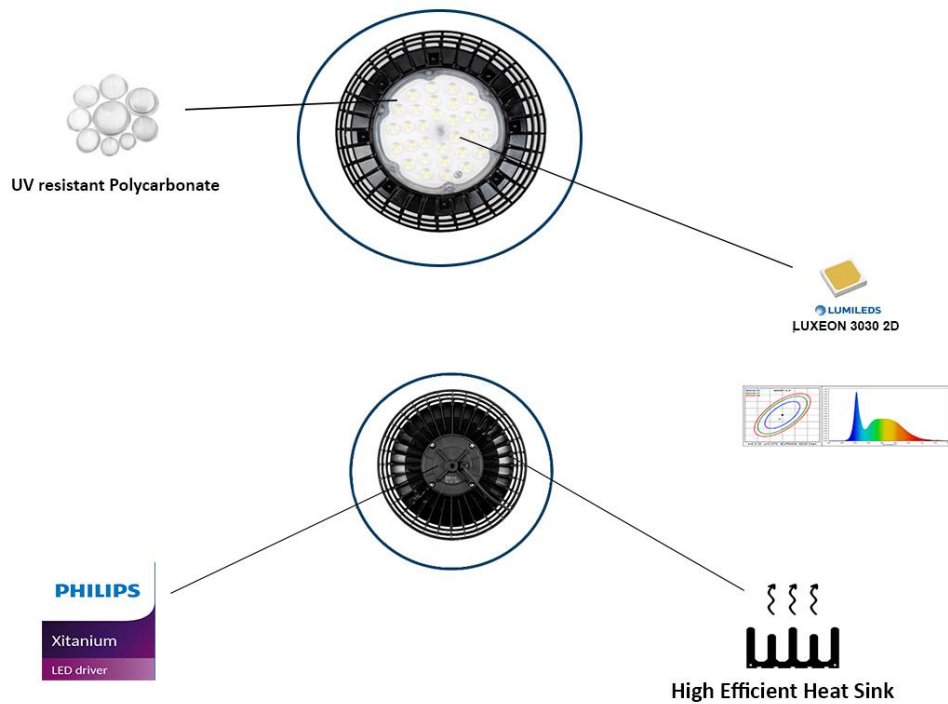 UV resistant Polycarbonate
LUMILEDS
LUXEON 3030 2D
PHILIPS
Xitanium
LED driver
High Efficient Heat Sink